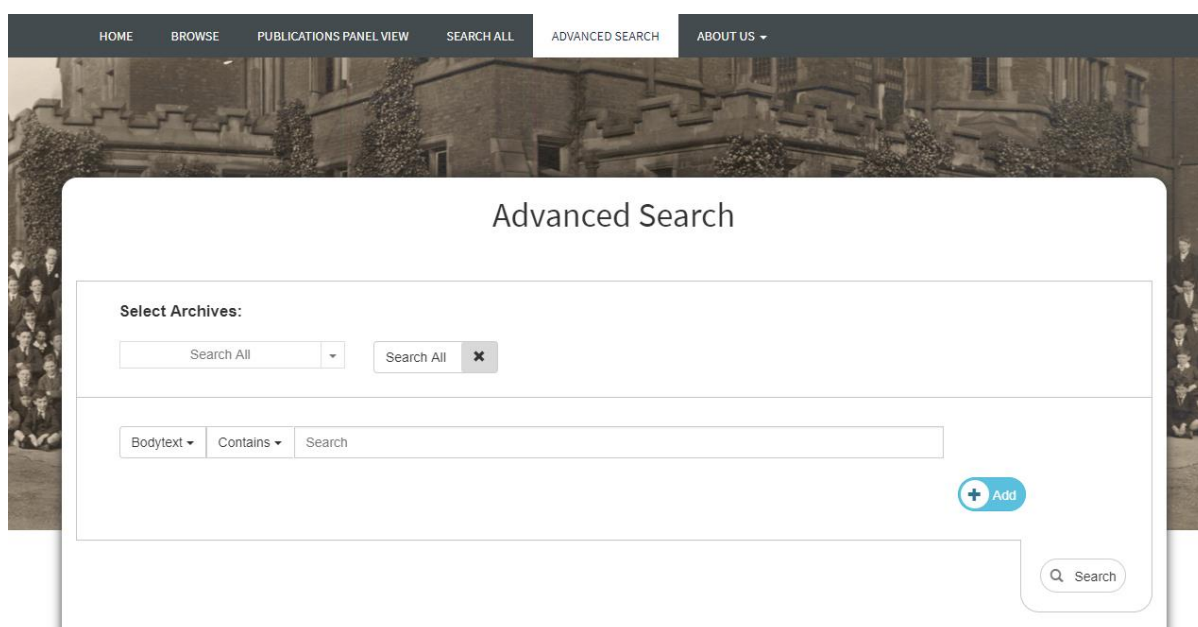 HOME BROWSE PUBLICATIONS PANEL VIEW SEARCH ALL ADVANCED SEARCH ABOUT US
Advanced Search
Select Archives:
Search All Search All
Bodytext Contains Search
Add
Search